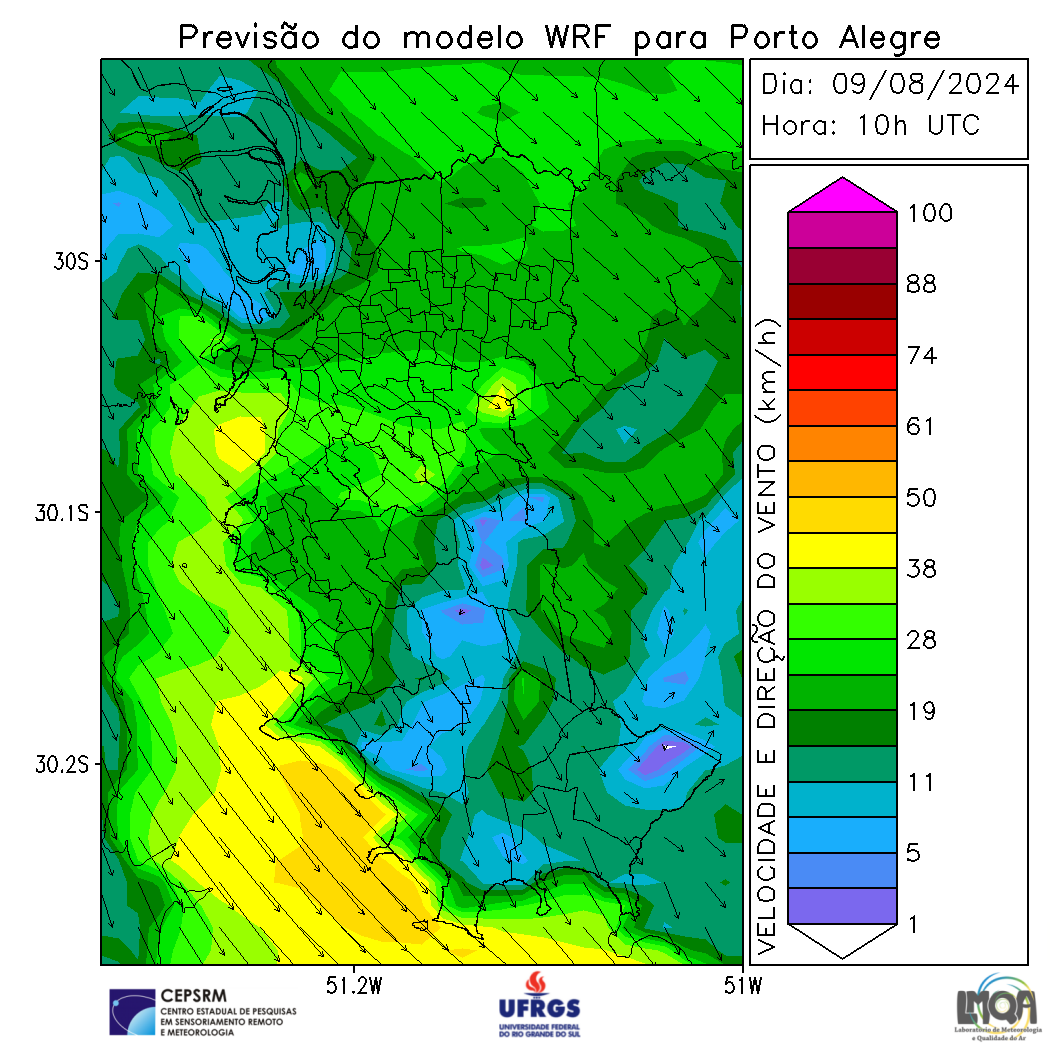 Previsão do modelo WRF para Porto Alegre
Dia: 09/08/2024
Hora: 10h UTC
30S
30.1S
30.2S
51.2W
51W
VELOCIDADE E DIREÇÃO DO VENTO (km/h)
100
88
74
61
50
38
28
19
11
5
1
CEPSRM
CENTRO ESTADUAL DE PESQUISAS
EM SENSORIAMENTO REMOTO
E METEOROLOGIA
UFRGS
UNIVERSIDADE FEDERAL
DO RIO GRANDE DO SUL
LMQA
Laboratório de Meteorologia
e Qualidade do Ar